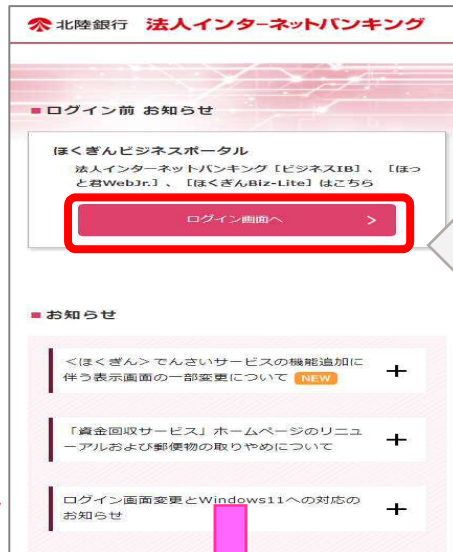 北陸銀行 法人インターネットバンキング
ログイン前 お知らせ
ほくぎんビジネスポータル
法人インターネットバンキング［ビジネスIB］、［ほっ
と君WebJr.］、［ほくぎんBiz-Lite］はこちら
ログイン画面へ >
お知らせ
＜ほくぎん＞でんさいサービスの機能追加に
伴う表示画面の一部変更について NEW
「資金回収サービス」ホームページのリニュ
ーアルおよび郵便物の取りやめについて
ログイン画面変更とWindows11への対応の
お知らせ